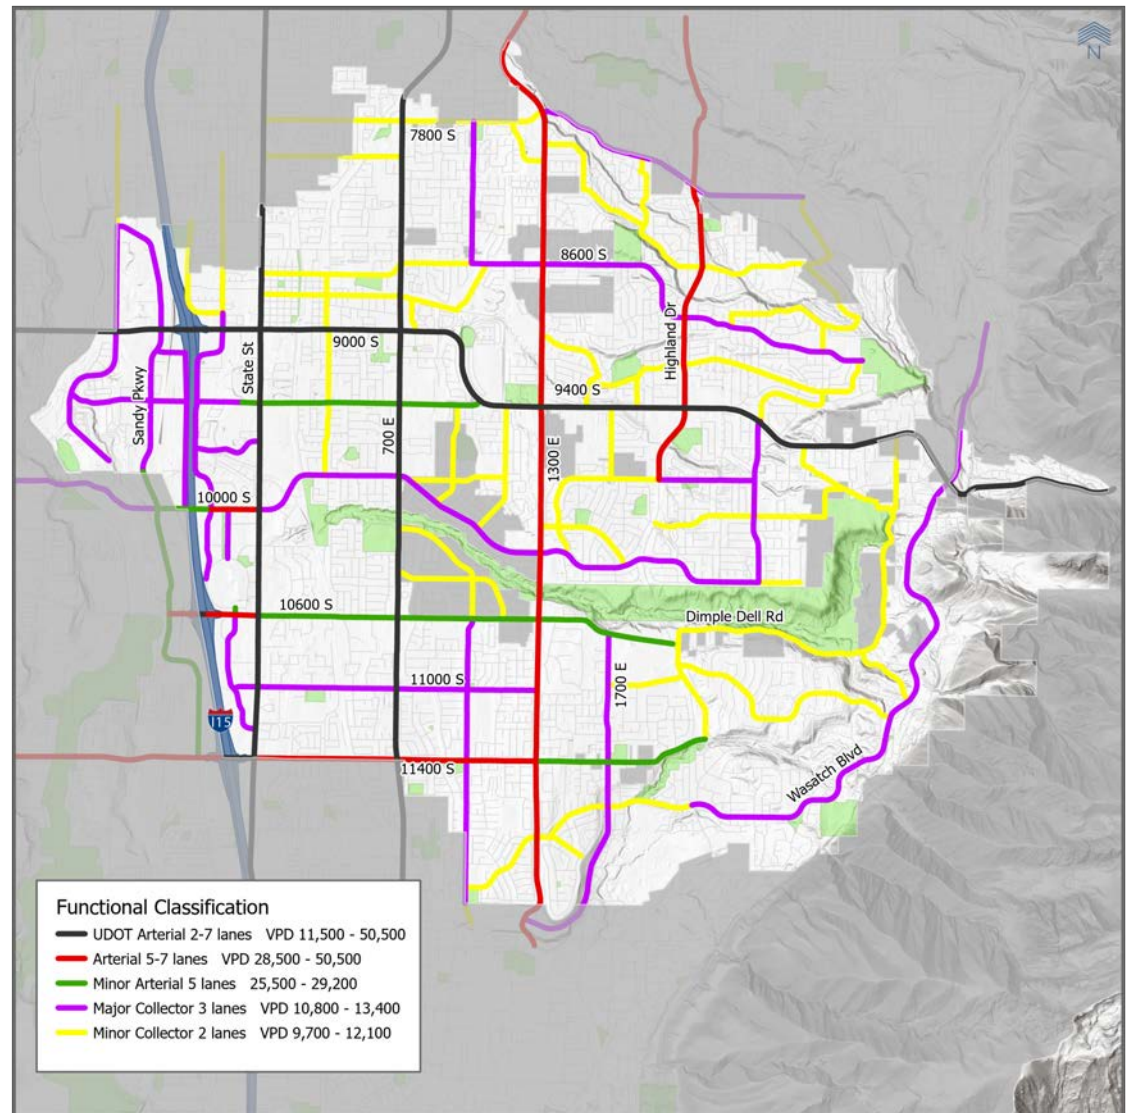 N
7800 S
8600 S
9000 S
State St
Highland Dr
Sandy Pkwy
9400 S
700 E
1300 E
10000 S
10600 S
Dimple Dell Rd
11000 S
1700 E
I15
11400 S
Wasatch Blvd
Functional Classification
UDOT Arterial 2-7 lanes VPD 11,500 - 50,500
Arterial 5-7 lanes VPD 28,500 - 50,500
Minor Arterial 5 lanes 25,500 - 29,200
Major Collector 3 lanes VPD 10,800 - 13,400
Minor Collector 2 lanes VPD 9,700 - 12,100